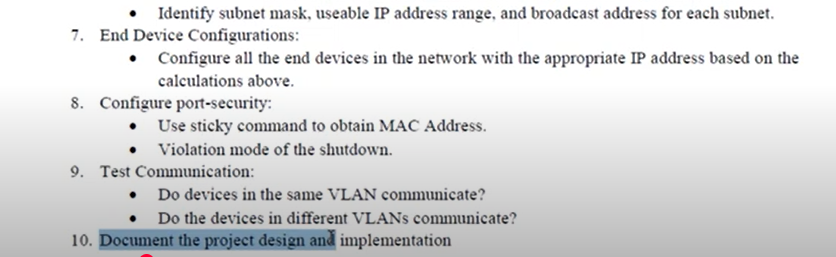 • Identify subnet mask, useable IP address range, and broadcast address for each subnet.
7. End Device Configurations:
• Configure all the end devices in the network with the appropriate IP address based on the
calculations above.
8. Configure port-security:
• Use sticky command to obtain MAC Address.
• Violation mode of the shutdown.
9. Test Communication:
• Do devices in the same VLAN communicate?
• Do the devices in different VLANs communicate?
10. Document the project design and implementation